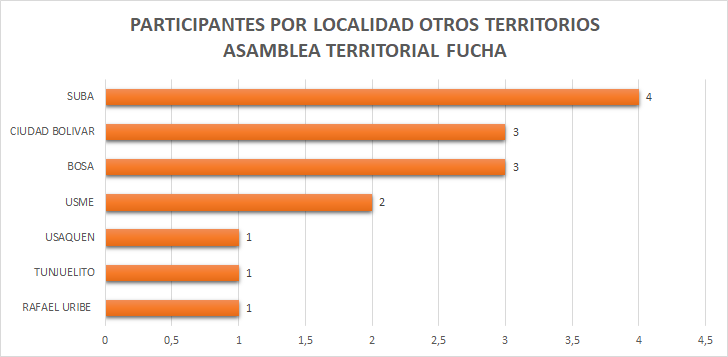 PARTICIPANTES POR LOCALIDAD OTROS TERRITORIOS
ASAMBLEA TERRITORIAL FUCHA
SUBA 4
CIUDAD BOLIVAR 3
BOSA 3
USME 2
USAQUEN 1
TUNJUELITO 1
RAFAEL URIBE 1
0 0,5 1 1,5 2 2,5 3 3,5 4 4,5